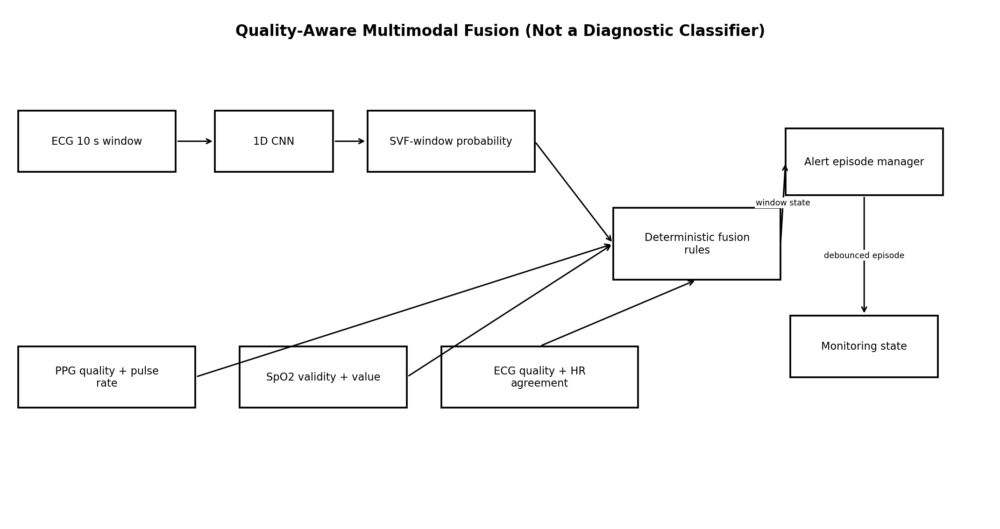 Quality-Aware Multimodal Fusion (Not a Diagnostic Classifier)
ECG 10 s window
1D CNN
SVF-window probability
Alert episode manager
window state
Deterministic fusion
rules
debounced episode
Monitoring state
PPG quality + pulse
rate
SpO2 validity + value
ECG quality + HR
agreement